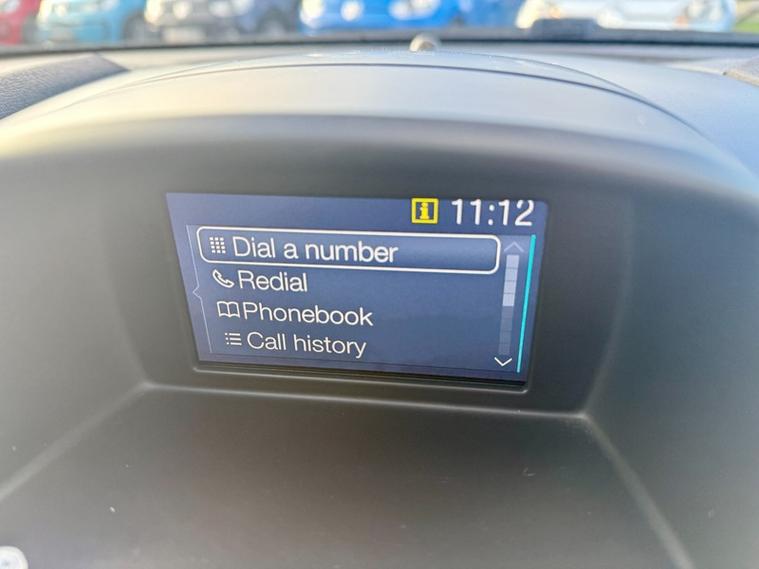 11:12
Dial a number
Redial
Phonebook
Call history